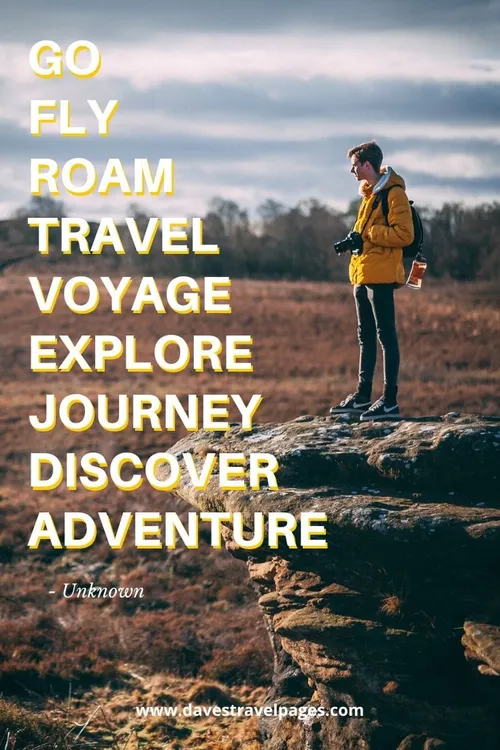 GO
FLY
ROAM
TRAVEL
VOYAGE
EXPLORE
JOURNEY
DISCOVER
ADVENTURE
- Unknown
www.davestravelpages.com